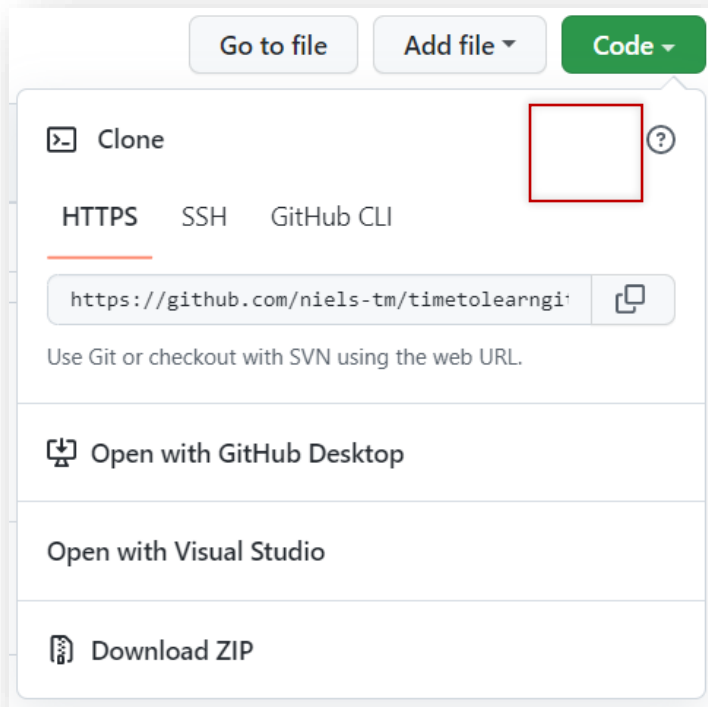 Go to file Add file Code
Clone
HTTPS SSH GitHub CLI
https://github.com/niels-tm/timetolearngi
Use Git or checkout with SVN using the web URL.
Open with GitHub Desktop
Open with Visual Studio
Download ZIP